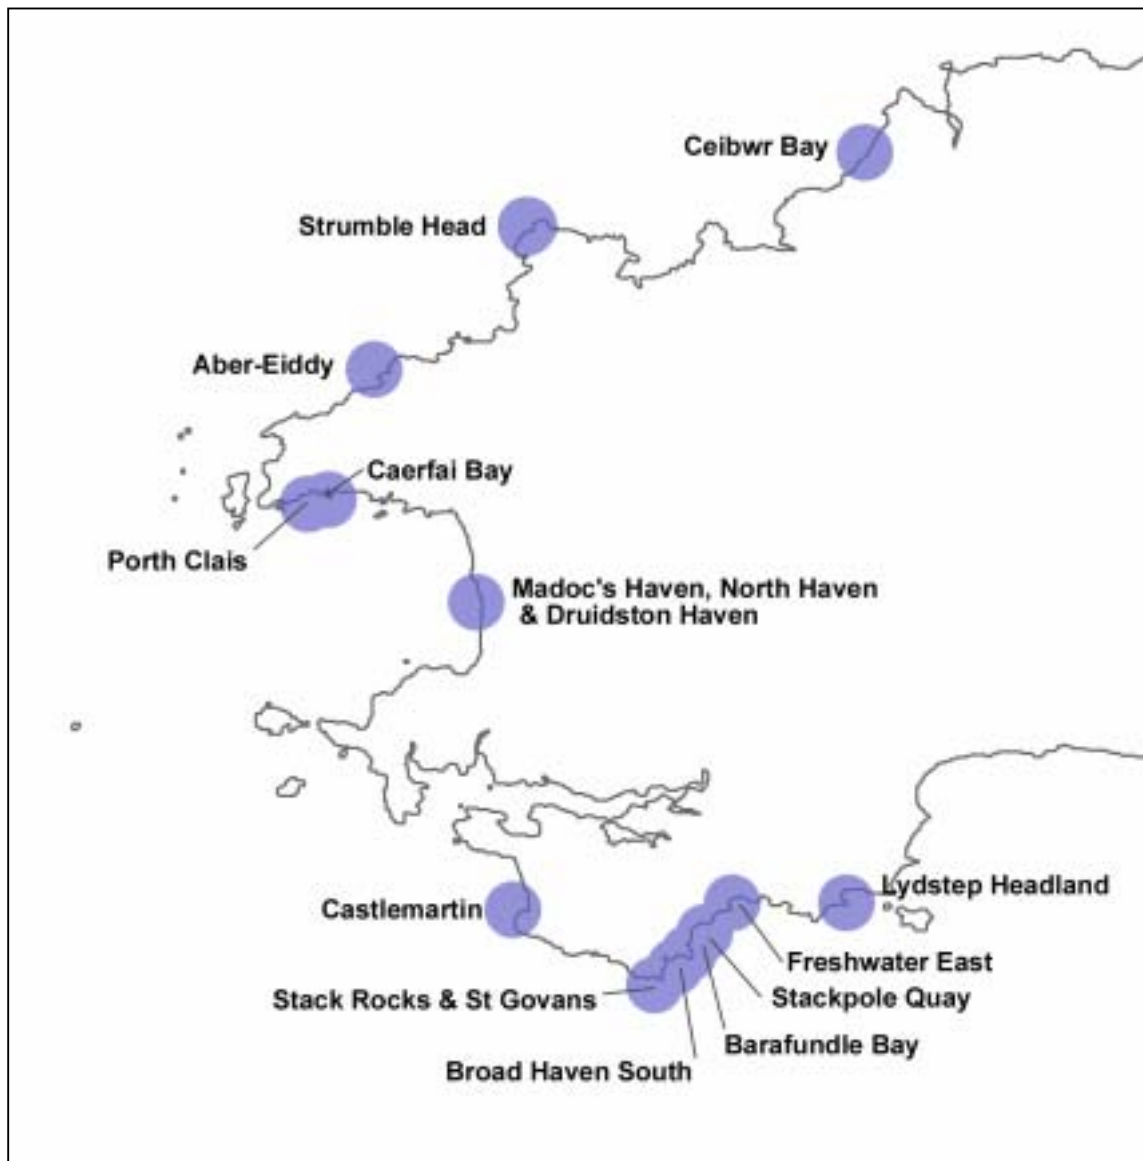 Ceibwr Bay
Strumble Head
Aber-Eiddy
Caerfai Bay
Porth Clais
Madoc's Haven, North Haven
& Druidston Haven
Lydstep Headland
Castlemartin
Freshwater East
Stack Rocks & St Govans
Stackpole Quay
Barafundle Bay
Broad Haven South